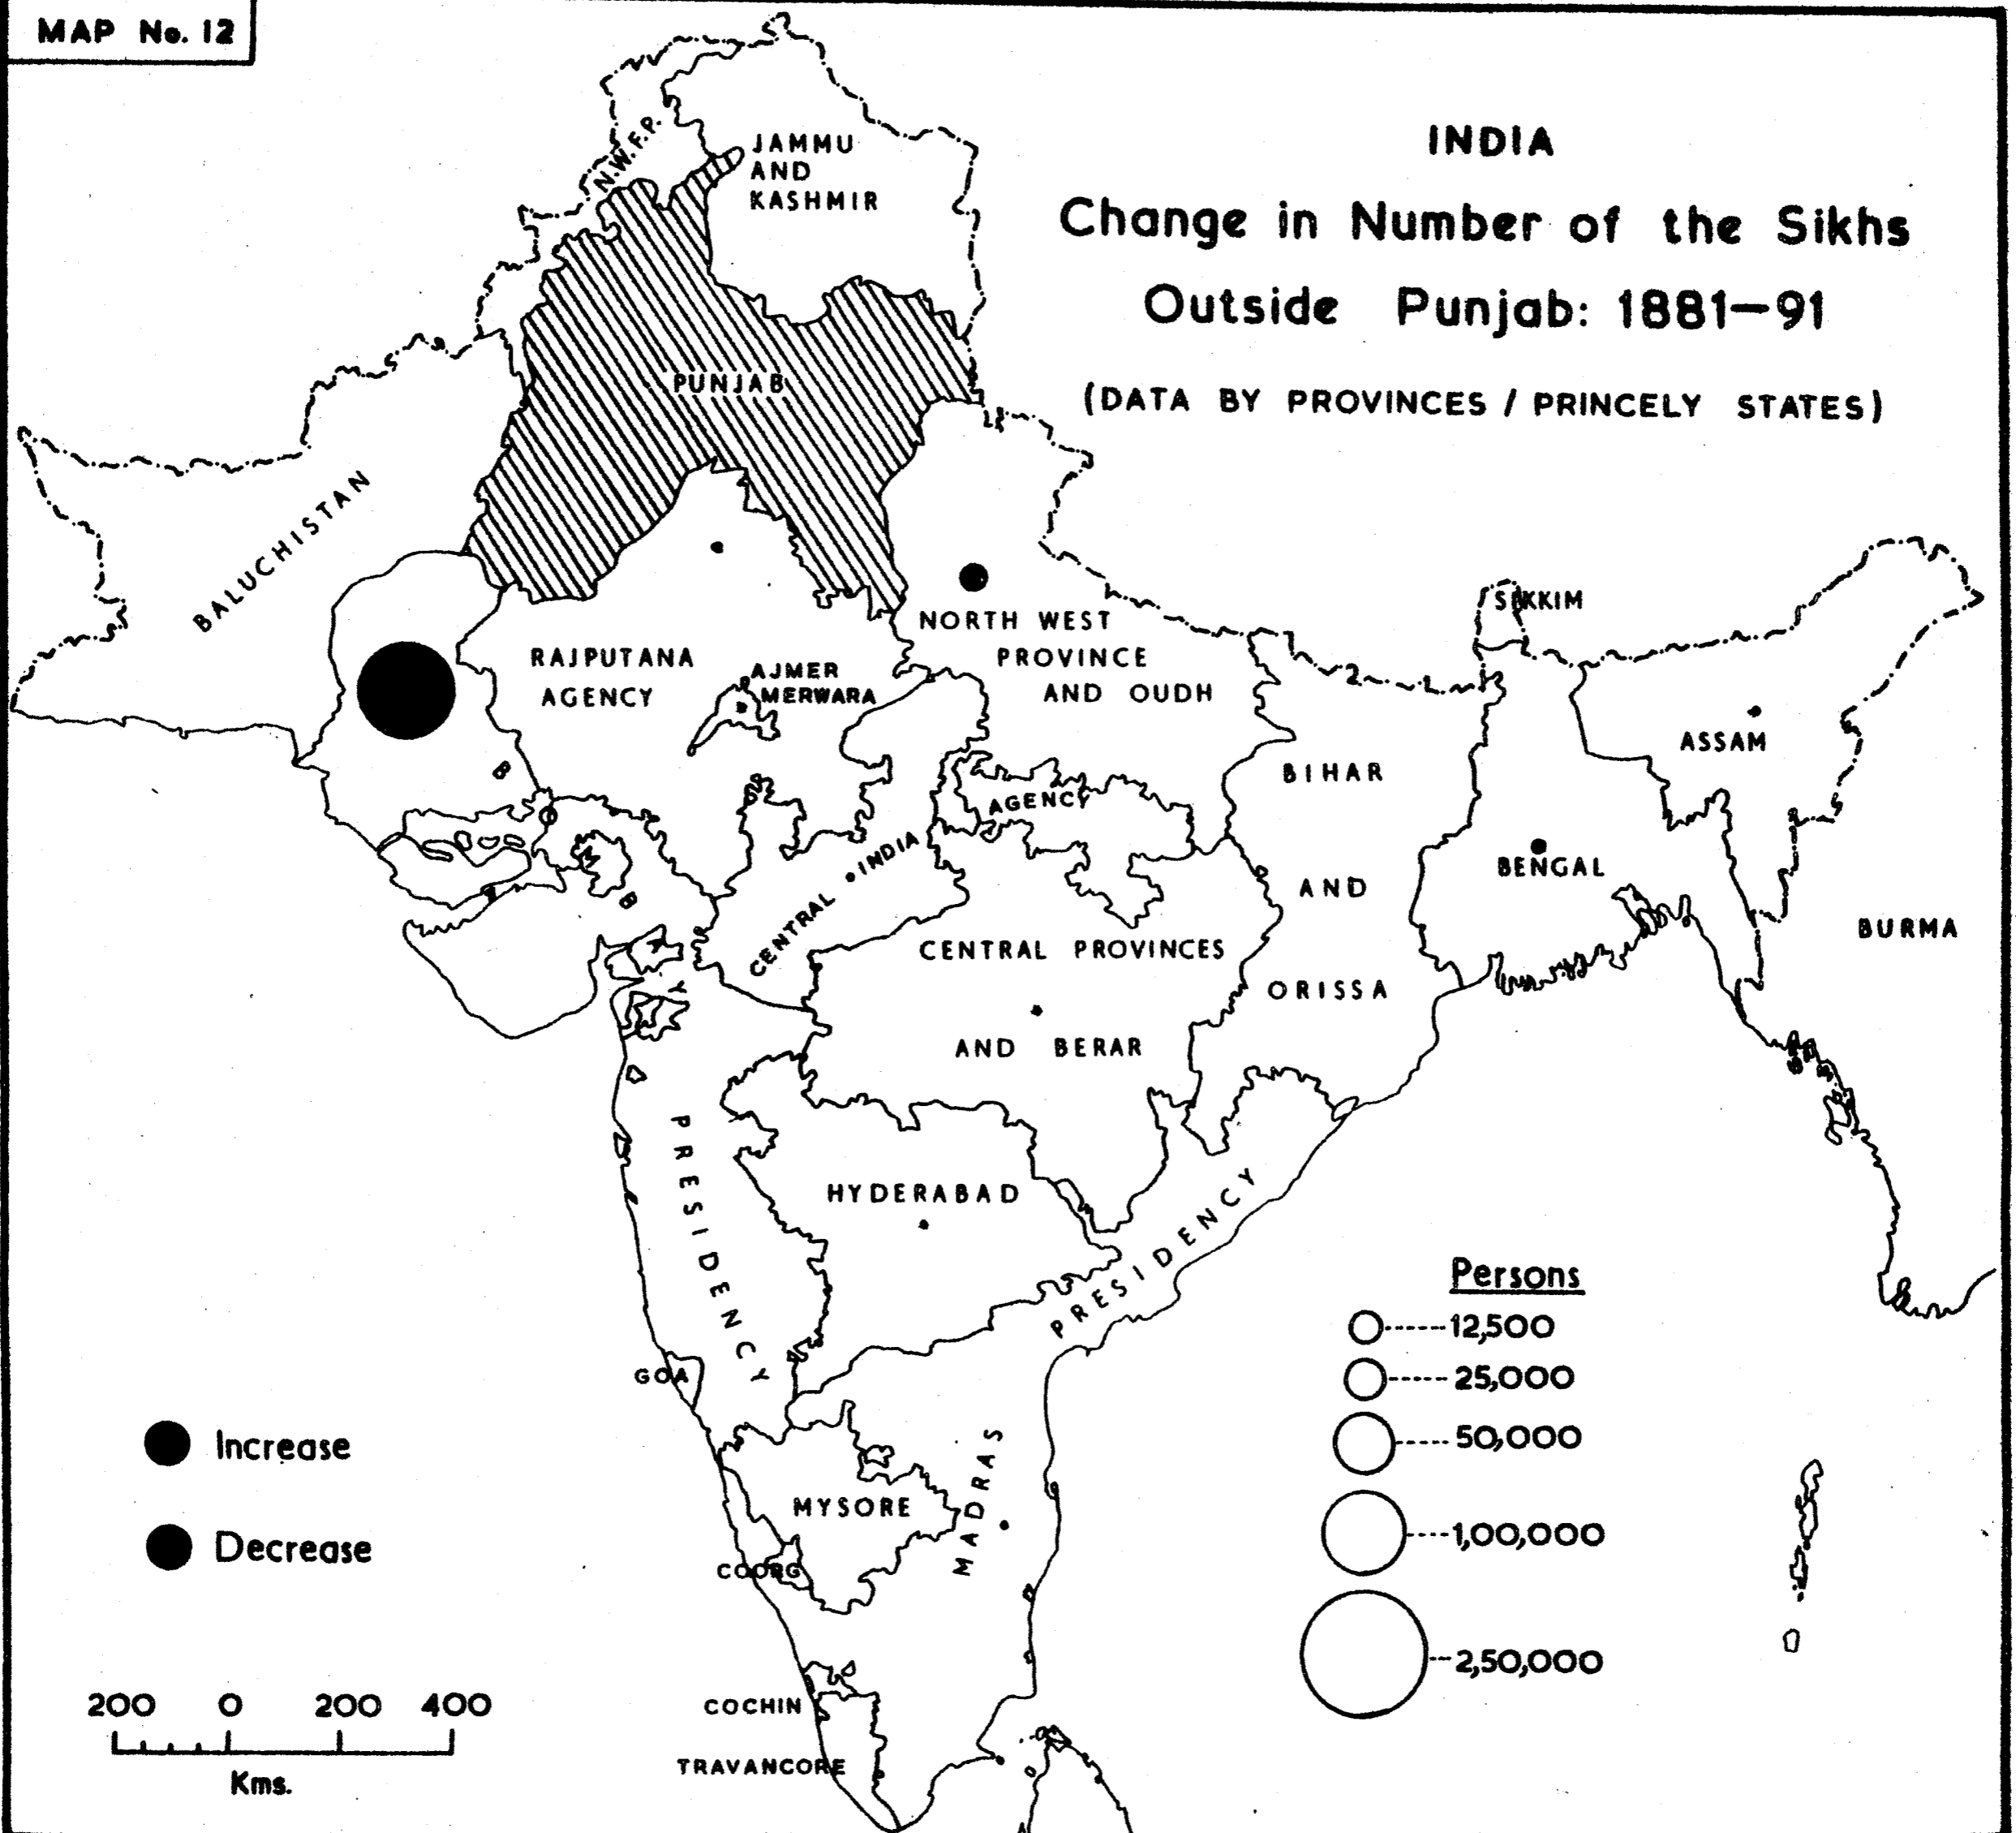 MAP No. 12
INDIA
Change in Number of the Sikhs
Outside Punjab: 1881—91
(DATA BY PROVINCES / PRINCELY STATES)
N.W.F.P.
JAMMU
AND
KASHMIR
PUNJAB
BALUCHISTAN
RAJPUTANA
AGENCY
AJMER
MERWARA
NORTH WEST
PROVINCE
AND OUDH
SIKKIM
ASSAM
BIHAR
AND
ORISSA
BENGAL
BURMA
CENTRAL INDIA
AGENCY
CENTRAL PROVINCES
AND BERAR
BOMBAY
PRESIDENCY
HYDERABAD
MADRAS
PRESIDENCY
GOA
MYSORE
COORG
COCHIN
TRAVANCORE
Increase
Decrease
200 0 200 400
Kms.
Persons
12,500
25,000
50,000
1,00,000
2,50,000